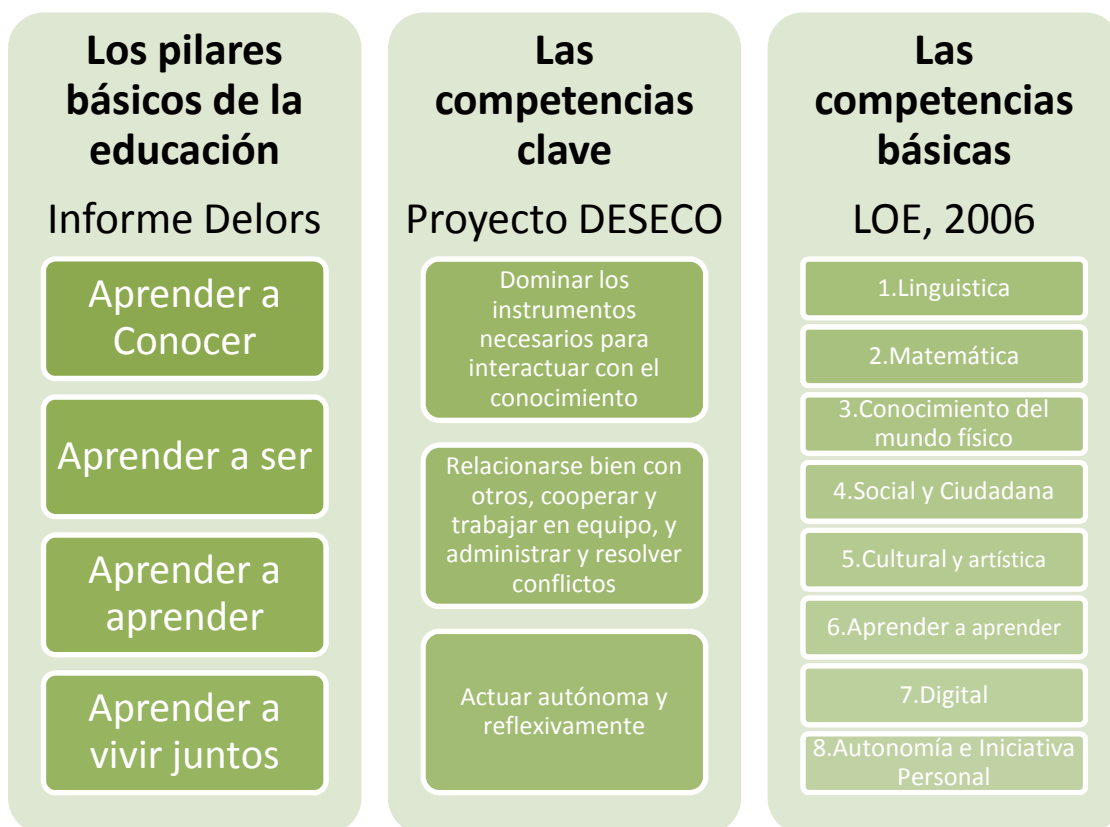 Los pilares
básicos de la
educación
Informe Delors
Aprender a
Conocer
Aprender a ser
Aprender a
aprender
Aprender a
vivir juntos
Las
competencias
clave
Proyecto DESECO
Dominar los
instrumentos
necesarios para
interactuar con el
conocimiento
Relacionarse bien con
otros, cooperar y
trabajar en equipo, y
administrar y resolver
conflictos
Actuar autónoma y
reflexivamente
Las
competencias
básicas
LOE, 2006
1.Linguistica
2.Matemática
3.Conocimiento del
mundo físico
4.Social y Ciudadana
5.Cultural y artística
6.Aprender a aprender
7.Digital
8.Autonomía e Iniciativa
Personal